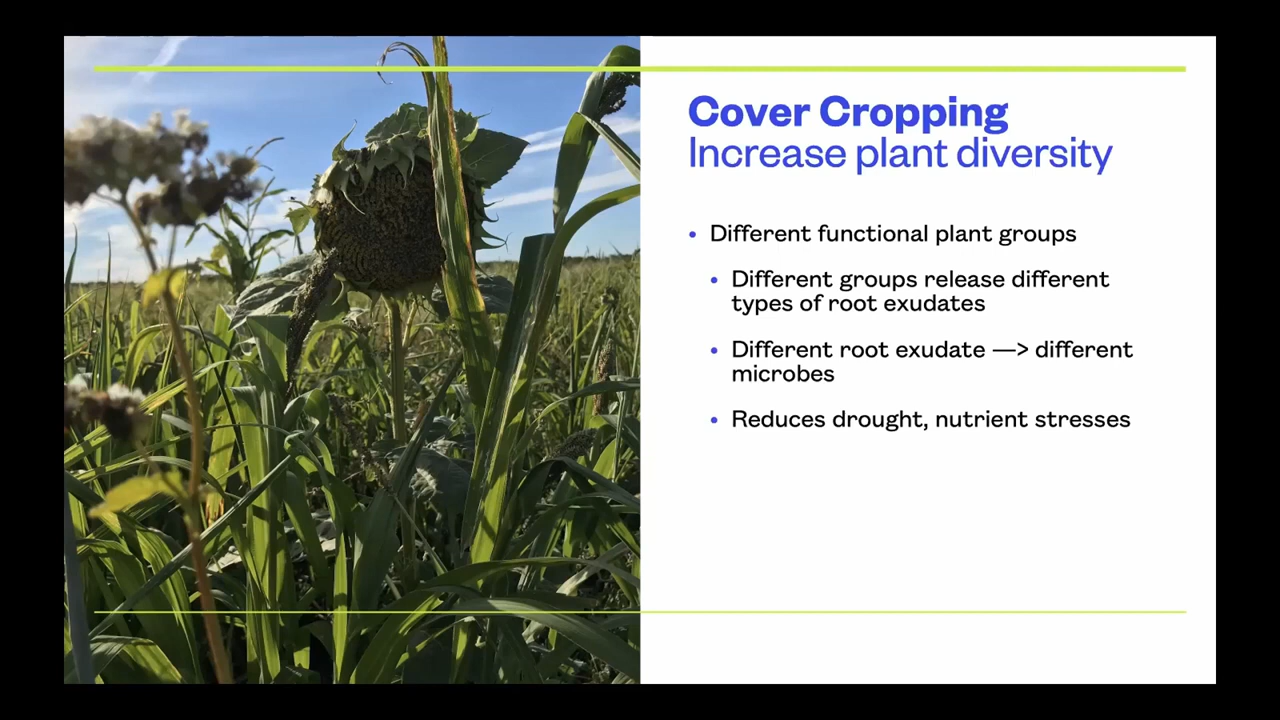 Cover Cropping
Increase plant diversity
• Different functional plant groups
• Different groups release different
types of root exudates
• Different root exudate —> different
microbes
• Reduces drought, nutrient stresses